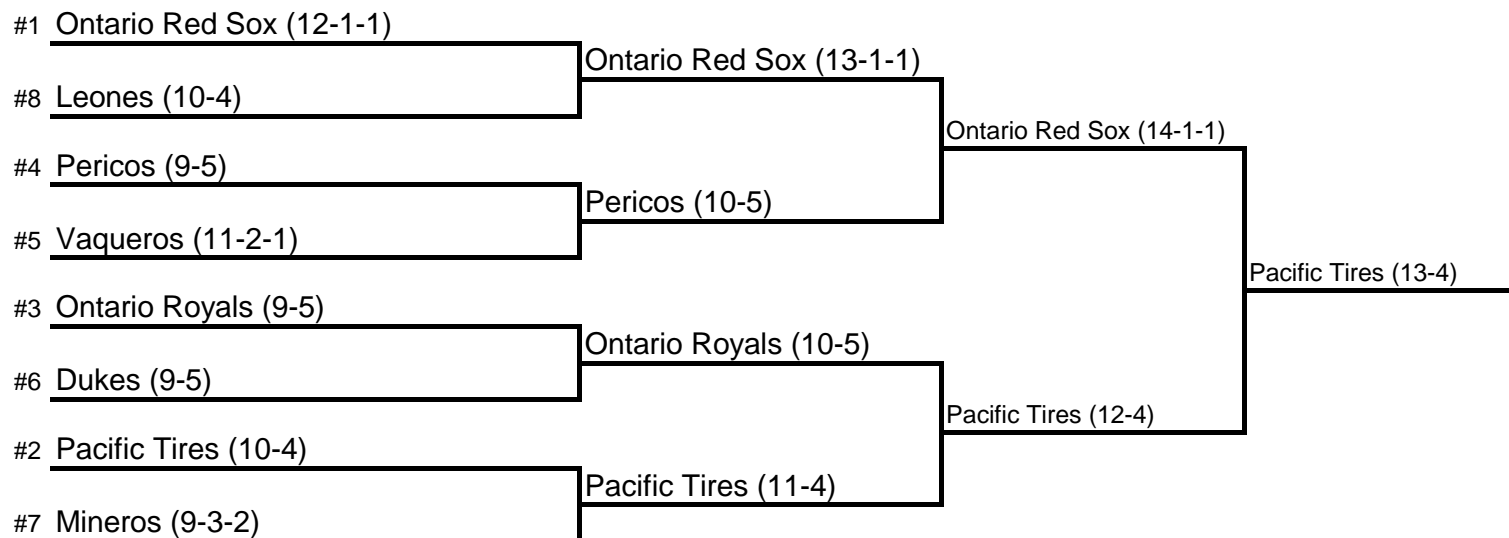 #1 Ontario Red Sox (12-1-1)
Ontario Red Sox (13-1-1)
#8 Leones (10-4)
Ontario Red Sox (14-1-1)
#4 Pericos (9-5)
Pericos (10-5)
#5 Vaqueros (11-2-1)
Pacific Tires (13-4)
#3 Ontario Royals (9-5)
Ontario Royals (10-5)
#6 Dukes (9-5)
Pacific Tires (12-4)
#2 Pacific Tires (10-4)
Pacific Tires (11-4)
#7 Mineros (9-3-2)